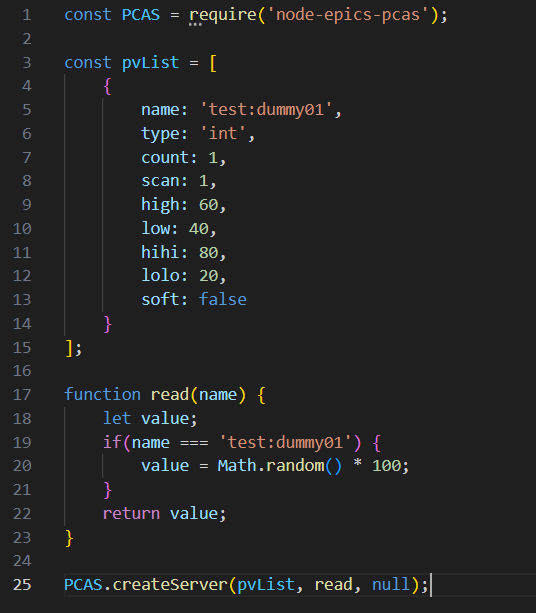 1 const PCAS = require('node-epics-pcas');
2
3 const pvList = [
4     {
5         name: 'test:dummy01',
6         type: 'int',
7         count: 1,
8         scan: 1,
9         high: 60,
10         low: 40,
11         hihi: 80,
12         lolo: 20,
13         soft: false
14     }
15 ];
16
17 function read(name) {
18     let value;
19     if(name === 'test:dummy01') {
20         value = Math.random() * 100;
21     }
22     return value;
23 }
24
25 PCAS.createServer(pvList, read, null);